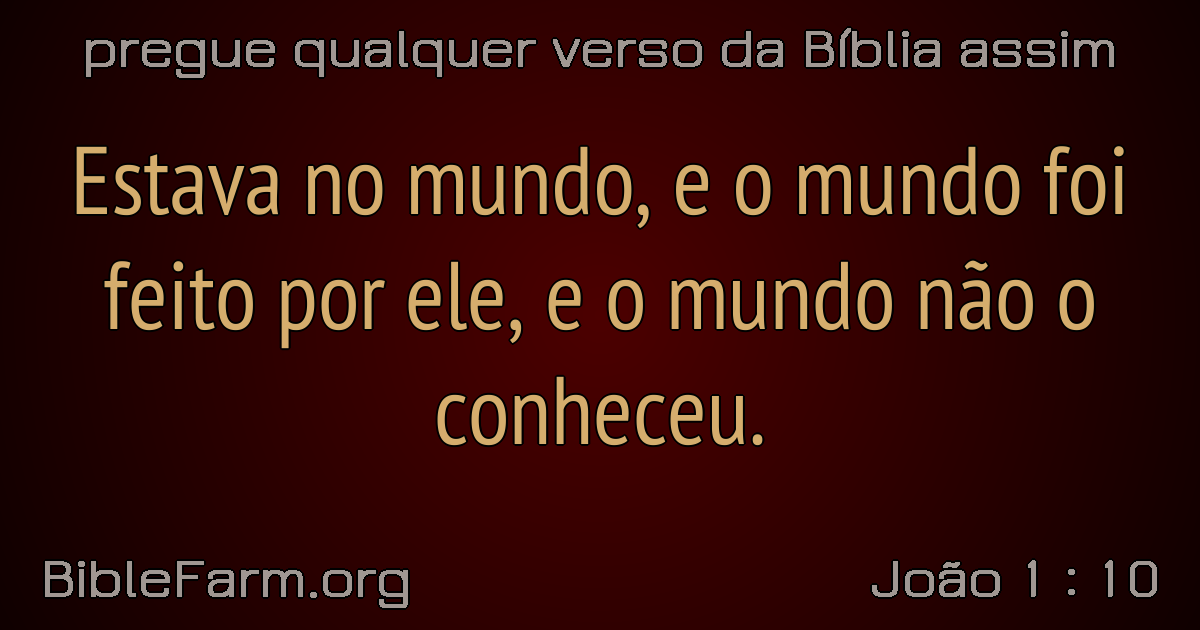 pregue qualquer verso da Bíblia assim
Estava no mundo, e o mundo foi
feito por ele, e o mundo não o
conheceu.
BibleFarm.org
João 1 : 10